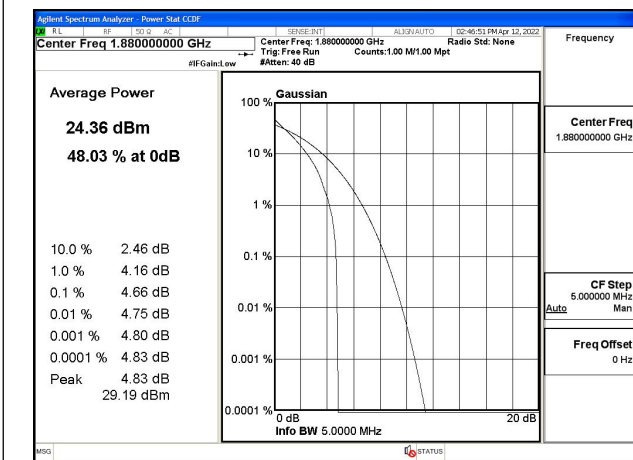 Agilent Spectrum Analyzer - Power Stat CCDF
RL RF 50 Ω AC SENSE:INT ALIGN AUTO 02:46:51 PM Apr 12, 2022
Center Freq 1.880000000 GHz
Center Freq: 1.880000000 GHz Radio Std: None
Trig: Free Run Counts:1.00 M/1.00 Mpt
#IFGain:Low #Atten: 40 dB
Frequency
Average Power
24.36 dBm
48.03 % at 0dB
10.0 % 2.46 dB
1.0 % 4.16 dB
0.1 % 4.66 dB
0.01 % 4.75 dB
0.001 % 4.80 dB
0.0001 % 4.83 dB
Peak 4.83 dB
29.19 dBm
Gaussian
100 %
10 %
1 %
0.1 %
0.01 %
0.001 %
0.0001 %
0 dB 20 dB
Info BW 5.0000 MHz
Center Freq
1.880000000 GHz
CF Step
5.000000 MHz
Auto Man
Freq Offset
0 Hz
MSG STATUS